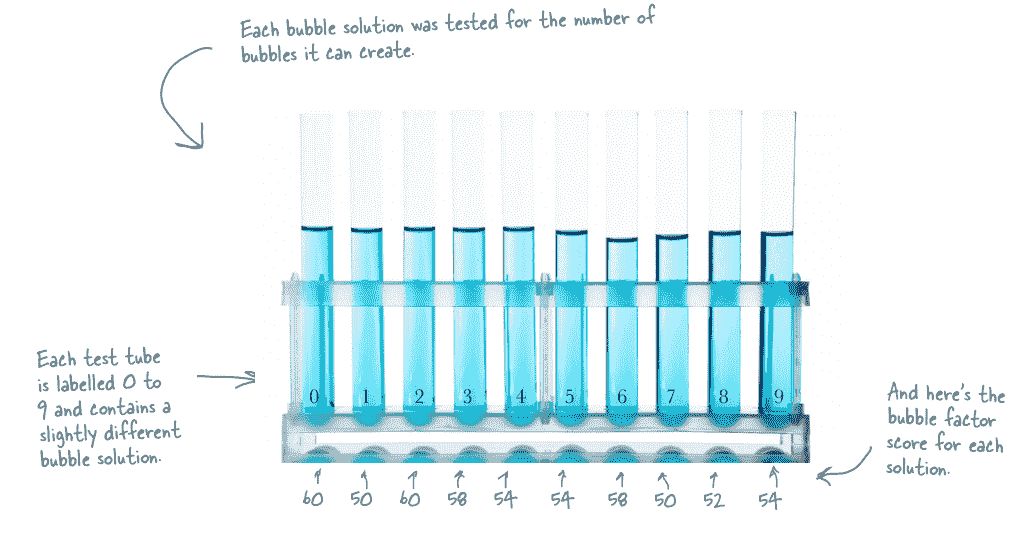 Each bubble solution was tested for the number of
bubbles it can create.
Each test tube
is labelled 0 to
9 and contains a
slightly different
bubble solution.
0 1 2 3 4 5 6 7 8 9
And here's the
bubble factor
score for each
solution.
60 50 60 58 54 54 58 50 52 54